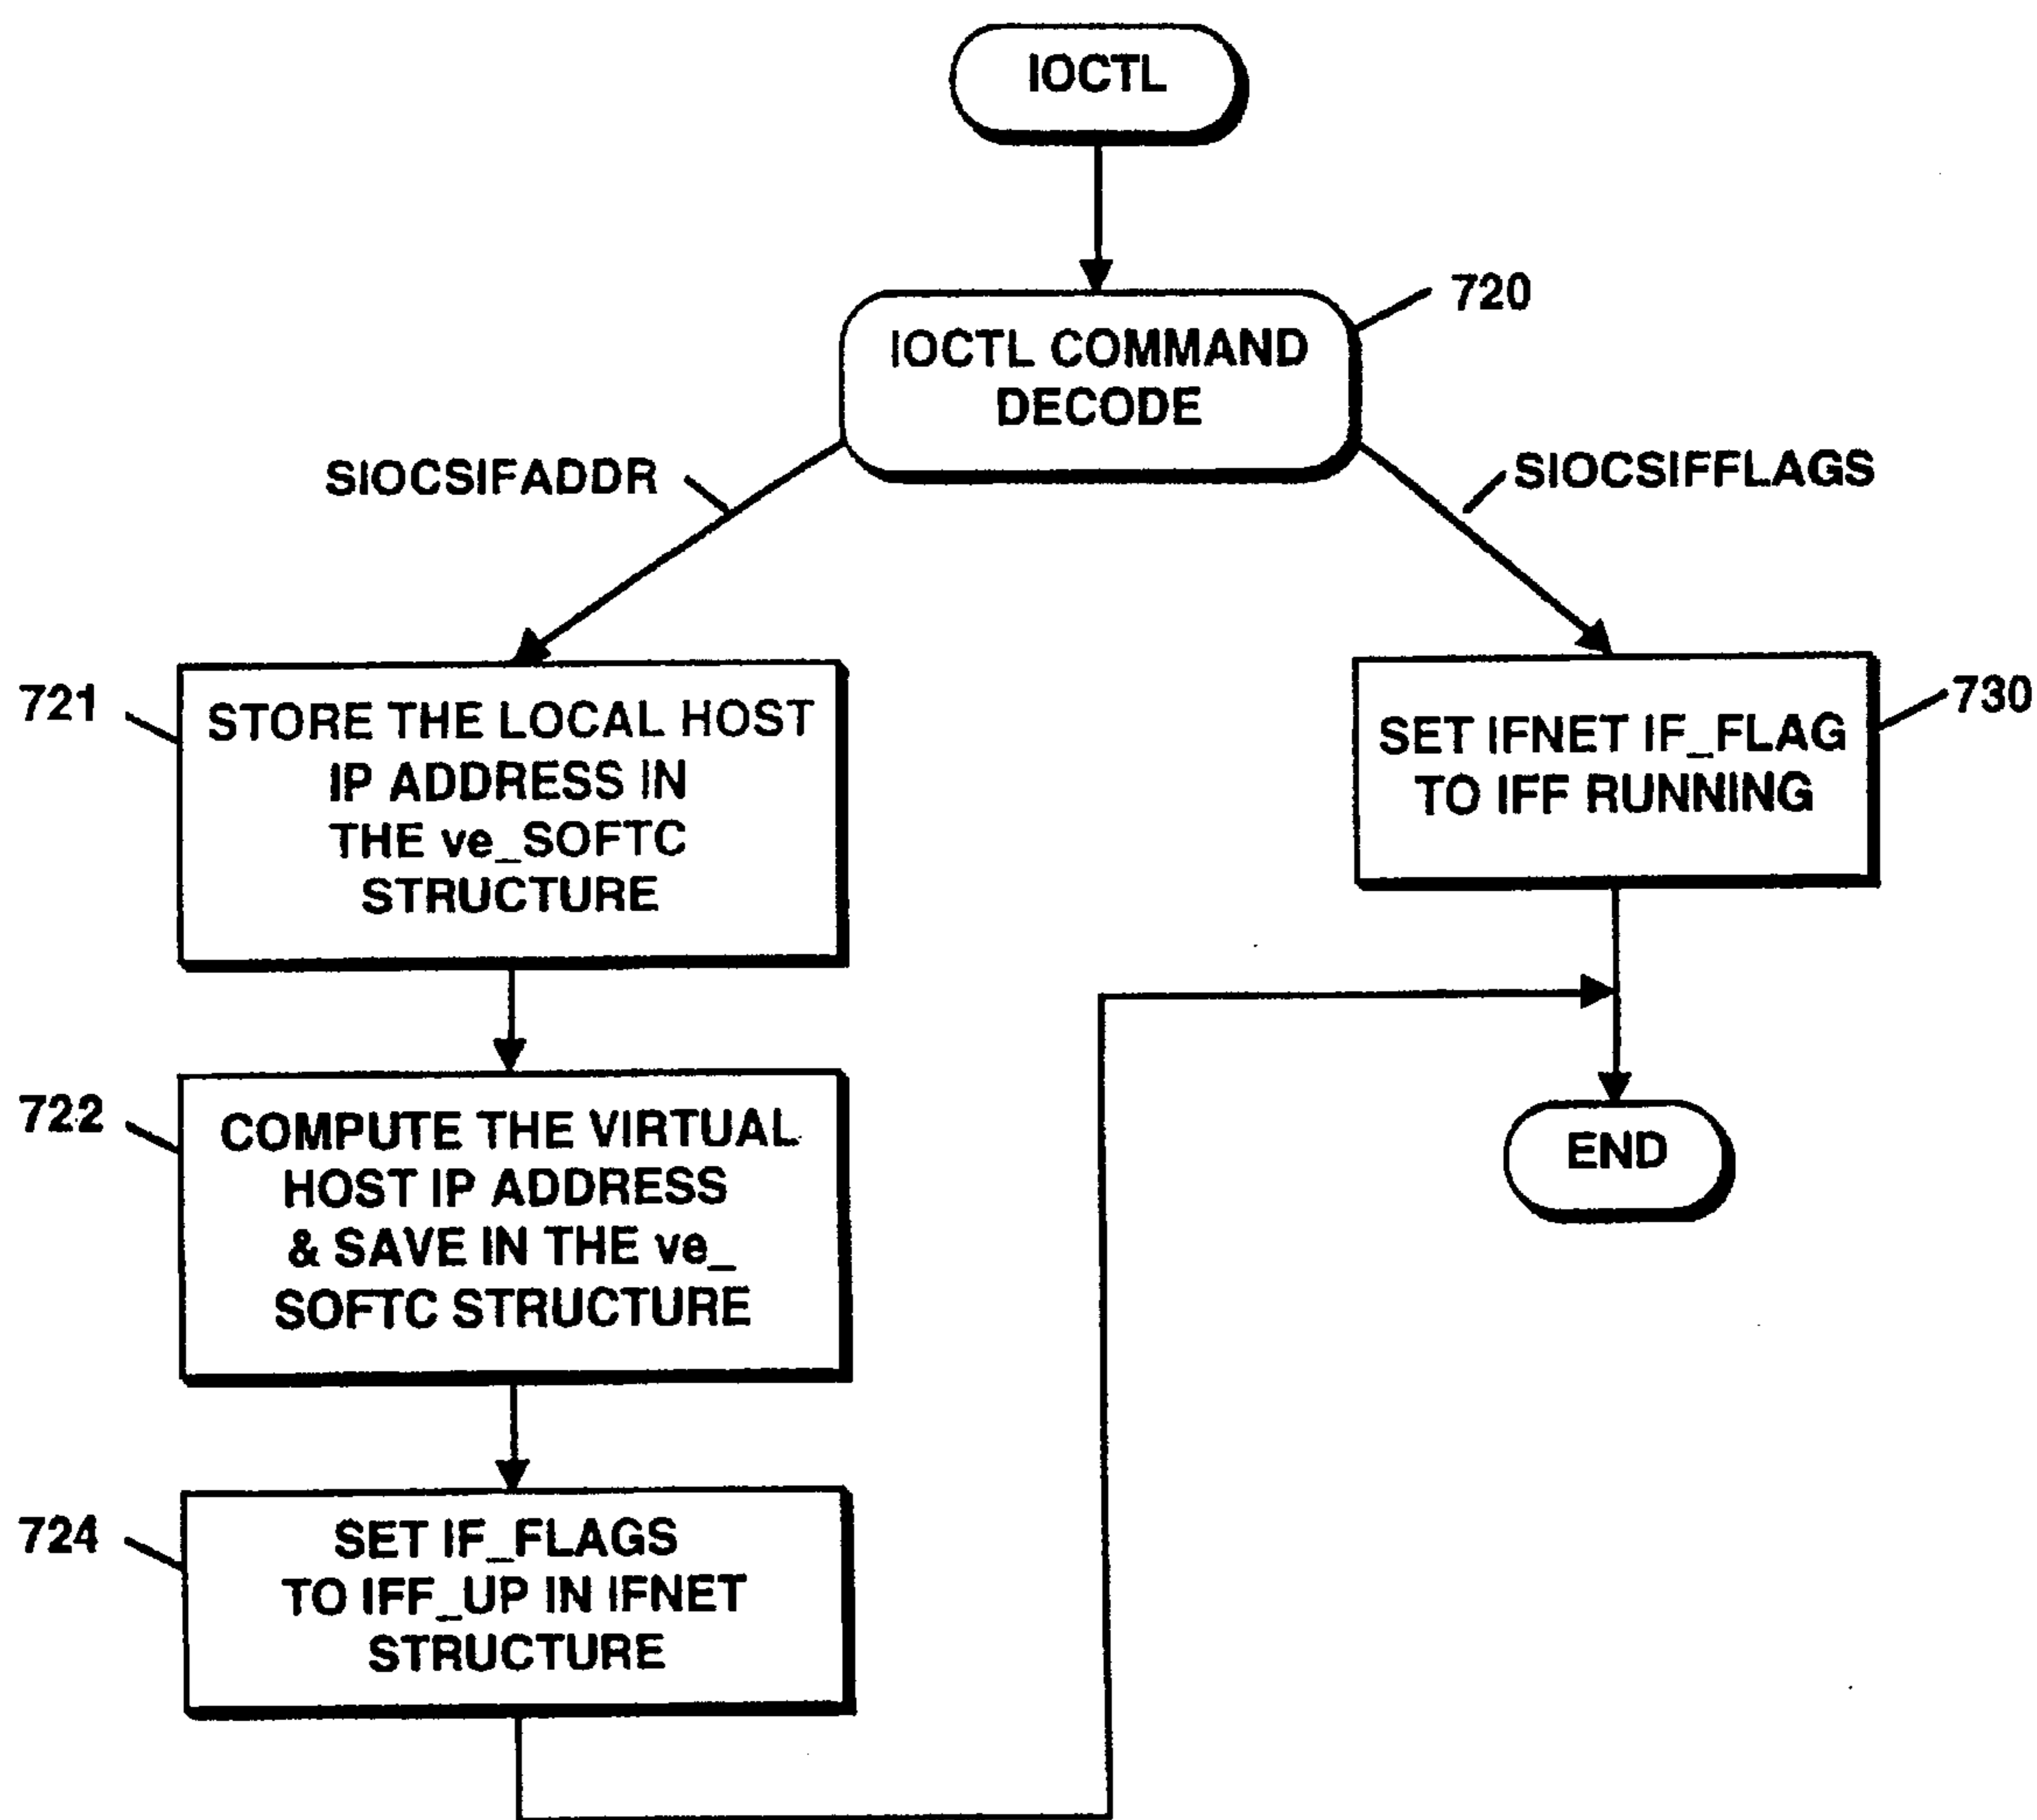 IOCTL
720
IOCTL COMMAND
DECODE
SIOCSIFADDR
SIOCSIFFLAGS
721
STORE THE LOCAL HOST
IP ADDRESS IN
THE ve_SOFTC
STRUCTURE
730
SET IFNET IF_FLAG
TO IFF RUNNING
722
COMPUTE THE VIRTUAL
HOST IP ADDRESS
& SAVE IN THE ve_
SOFTC STRUCTURE
END
724
SET IF_FLAGS
TO IFF_UP IN IFNET
STRUCTURE